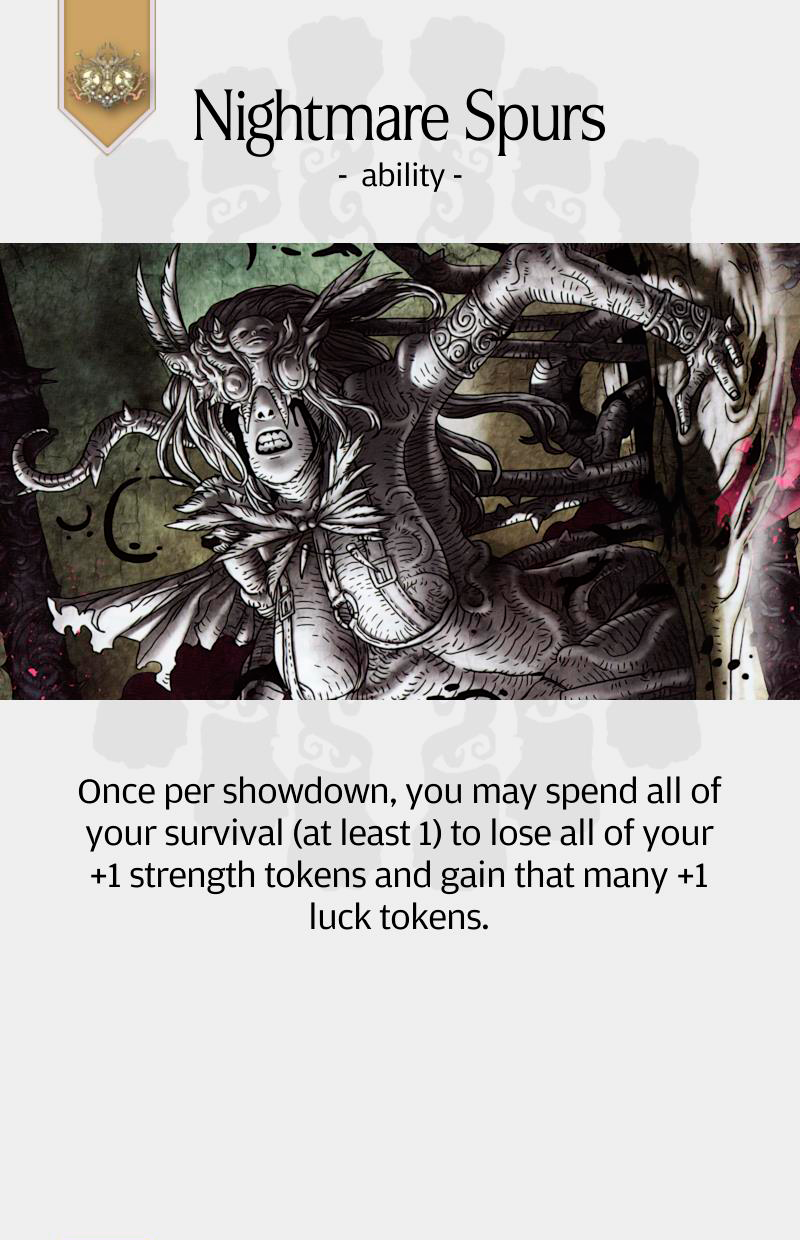 Nightmare Spurs
- ability -
Once per showdown, you may spend all of
your survival (at least 1) to lose all of your
+1 strength tokens and gain that many +1
luck tokens.